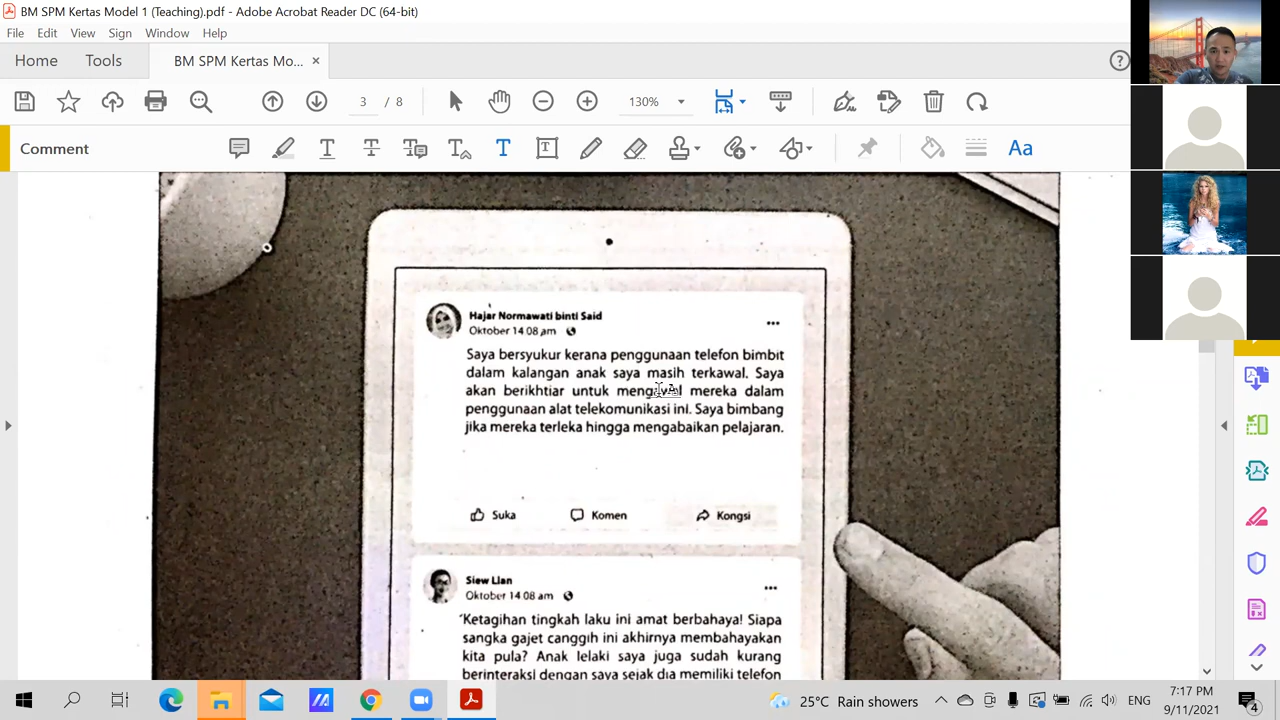 BM SPM Kertas Model 1 (Teaching).pdf - Adobe Acrobat Reader DC (64-bit)
File Edit View Sign Window Help
Home Tools BM SPM Kertas Mo... ×
3 / 8 130%
Comment
Hajar Normawati binti Said
Oktober 14 08 am
Saya bersyukur kerana penggunaan telefon bimbit
dalam kalangan anak saya masih terkawal. Saya
akan berikhtiar untuk mengawal mereka dalam
penggunaan alat telekomunikasi ini. Saya bimbang
jika mereka terleka hingga mengabaikan pelajaran.
Suka Komen Kongsi
Siew Lian
Oktober 14 08 am
'Ketagihan tingkah laku ini amat berbahaya! Siapa
sangka gajet canggih ini akhirnya membahayakan
kita pula? Anak lelaki saya juga sudah kurang
berinteraksi dengan saya sejak dia memiliki telefon
25°C Rain showers ENG 7:17 PM
9/11/2021
4